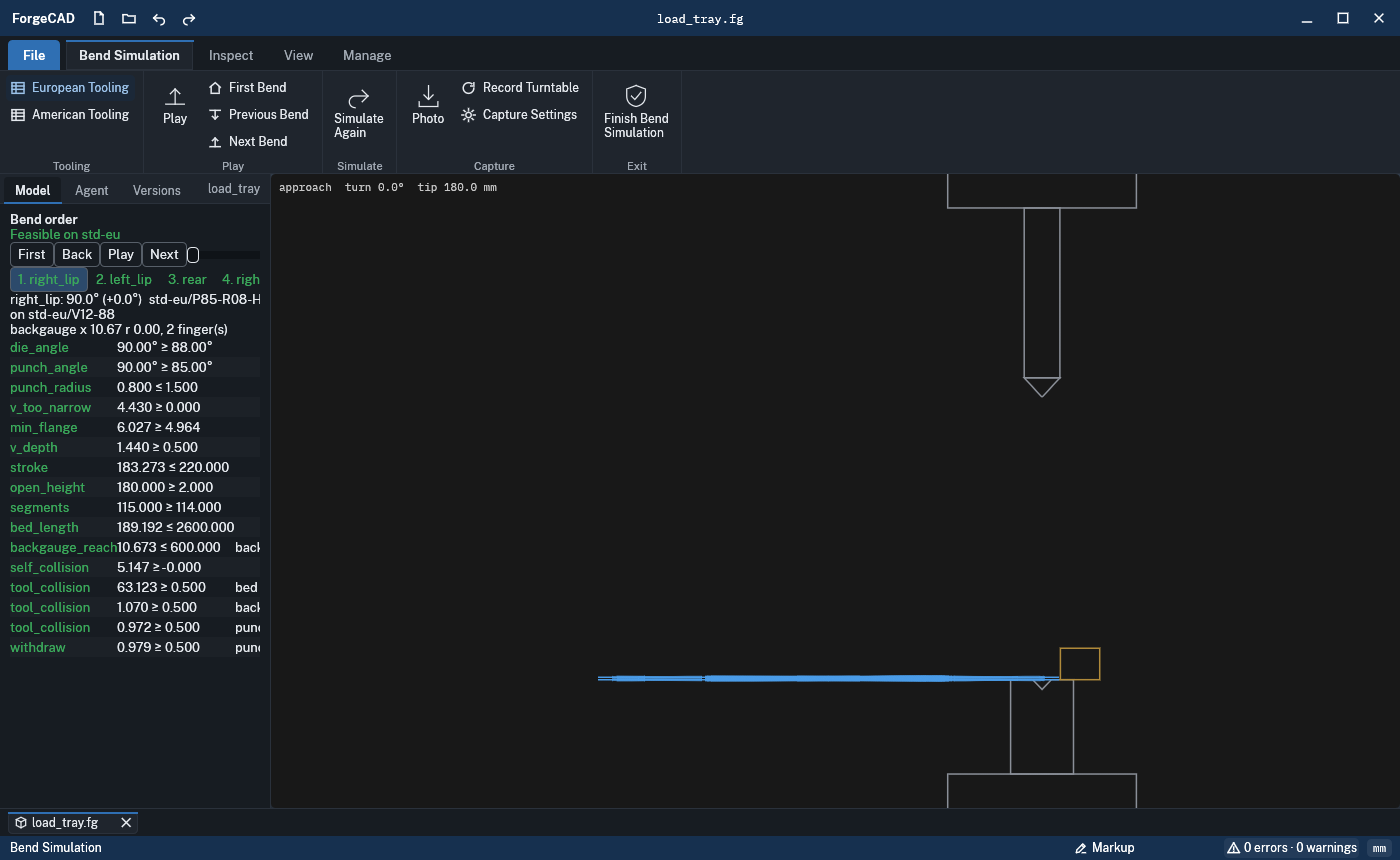 ForgeCAD
load_tray.fg
File
Bend Simulation
Inspect
View
Manage
European Tooling
American Tooling
Tooling
Play
First Bend
Previous Bend
Next Bend
Play
Simulate
Again
Simulate
Photo
Record Turntable
Capture Settings
Capture
Finish Bend
Simulation
Exit
Model
Agent
Versions
load_tray
approach turn 0.0° tip 180.0 mm
Bend order
Feasible on std-eu
First Back Play Next
1. right_lip 2. left_lip 3. rear 4. righ
right_lip: 90.0° (+0.0°) std-eu/P85-R08-H
on std-eu/V12-88
backgauge x 10.67 r 0.00, 2 finger(s)
die_angle 90.00° ≥ 88.00°
punch_angle 90.00° ≥ 85.00°
punch_radius 0.800 ≤ 1.500
v_too_narrow 4.430 ≥ 0.000
min_flange 6.027 ≥ 4.964
v_depth 1.440 ≥ 0.500
stroke 183.273 ≤ 220.000
open_height 180.000 ≥ 2.000
segments 115.000 ≥ 114.000
bed_length 189.192 ≤ 2600.000
backgauge_reach 10.673 ≤ 600.000 back
self_collision 5.147 ≥ -0.000
tool_collision 63.123 ≥ 0.500 bed
tool_collision 1.070 ≥ 0.500 back
tool_collision 0.972 ≥ 0.500 pun
withdraw 0.979 ≥ 0.500 pun
load_tray.fg
Bend Simulation
Markup
0 errors · 0 warnings
mm